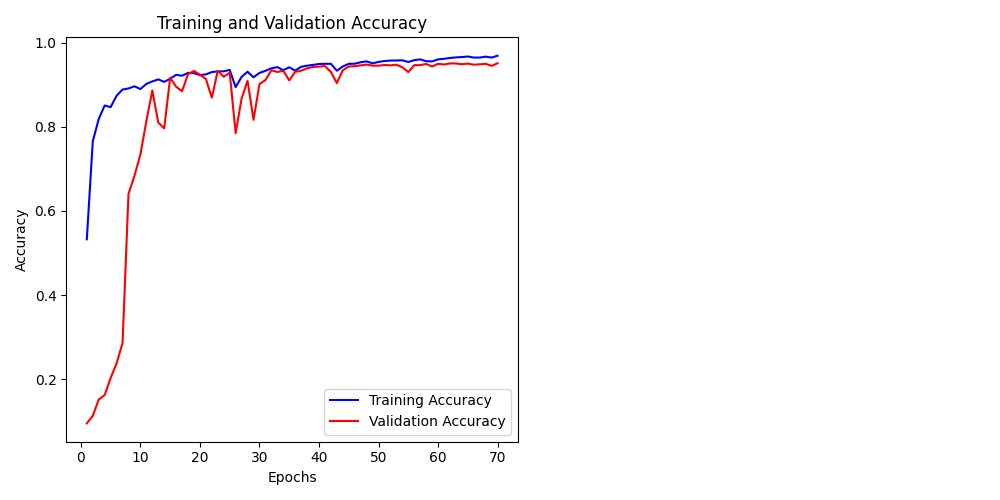 Training and Validation Accuracy
1.0
0.8
0.6
0.4
0.2
Accuracy
Training Accuracy
Validation Accuracy
0 10 20 30 40 50 60 70
Epochs